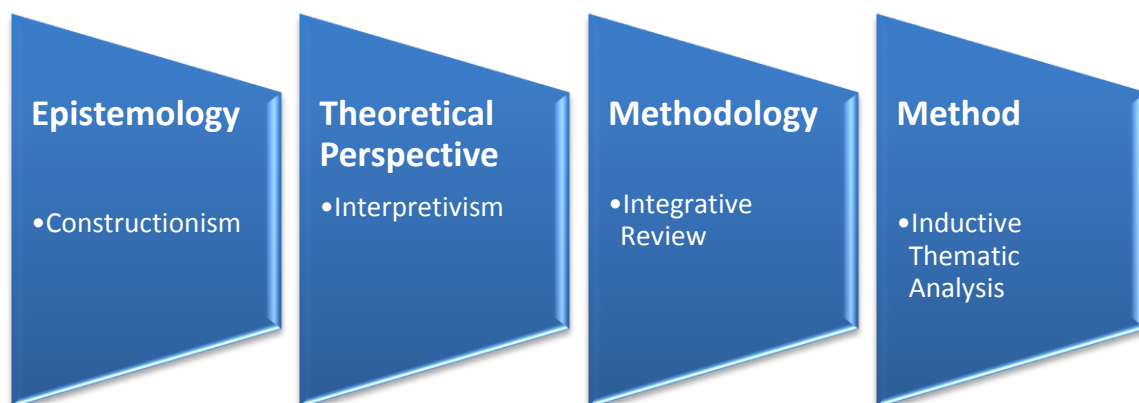 Epistemology
•Constructionism
Theoretical
Perspective
•Interpretivism
Methodology
•Integrative
Review
Method
•Inductive
Thematic
Analysis